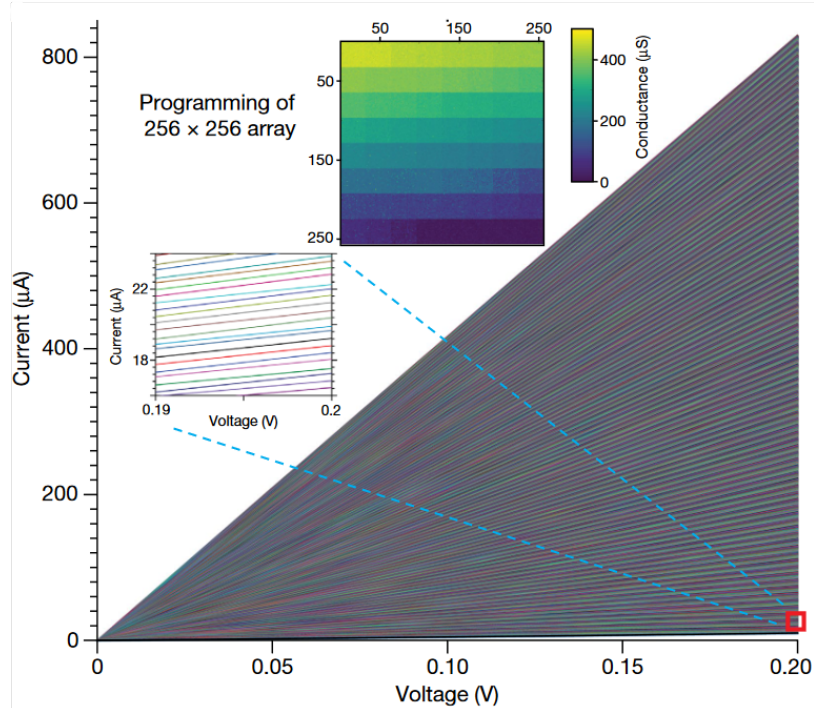 50 150 250
800
50
400
Conductance (μS)
Programming of
256 × 256 array
200
600
150
0
250
22
Current (μA)
Current (μA)
400
18
0.19 0.2
Voltage (V)
200
0
0 0.05 0.10 0.15 0.20
Voltage (V)